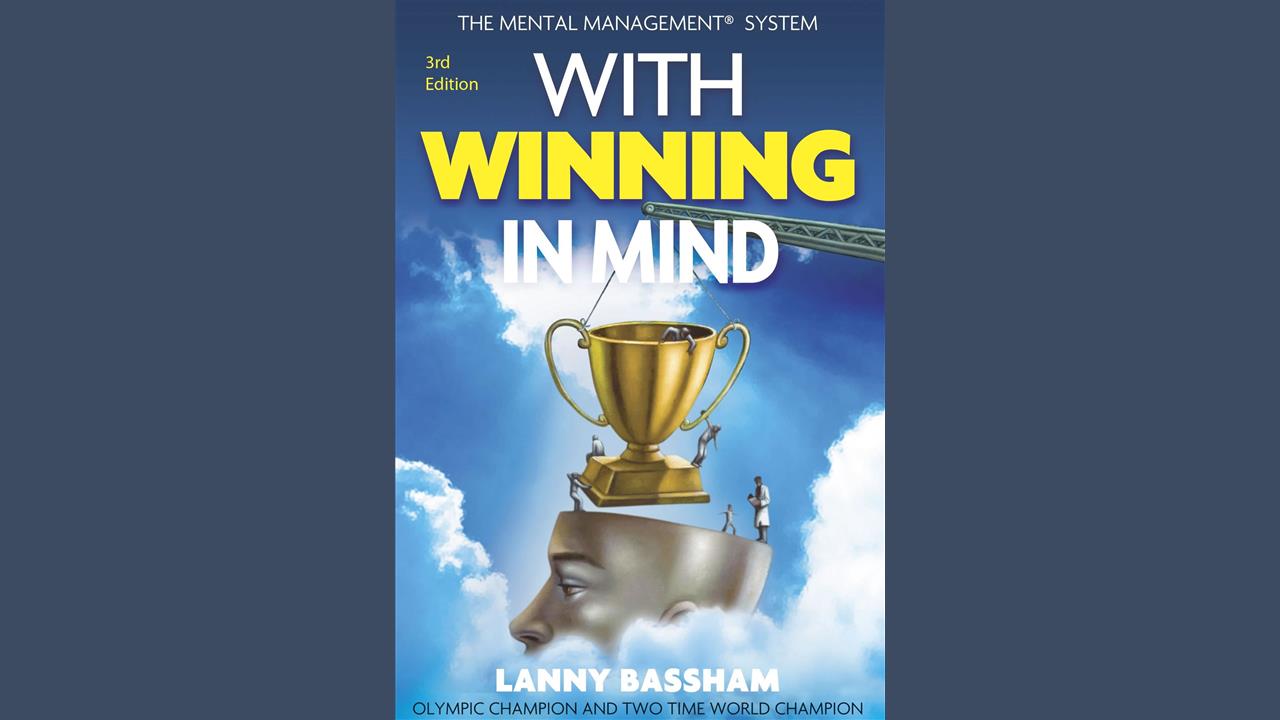 THE MENTAL MANAGEMENT® SYSTEM
3rd
Edition
WITH
WINNING
IN MIND
LANNY BASSHAM
OLYMPIC CHAMPION AND TWO TIME WORLD CHAMPION